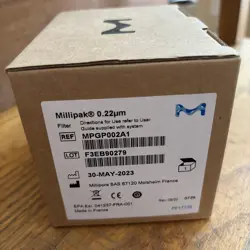 Millipak® 0.22µm
Filter
Directions for Use refer to User
Guide supplied with system
REF MPGP002A1
LOT F3EB90279
30-MAY-2023
Millipore SAS 67120 Molsheim France
Made in France